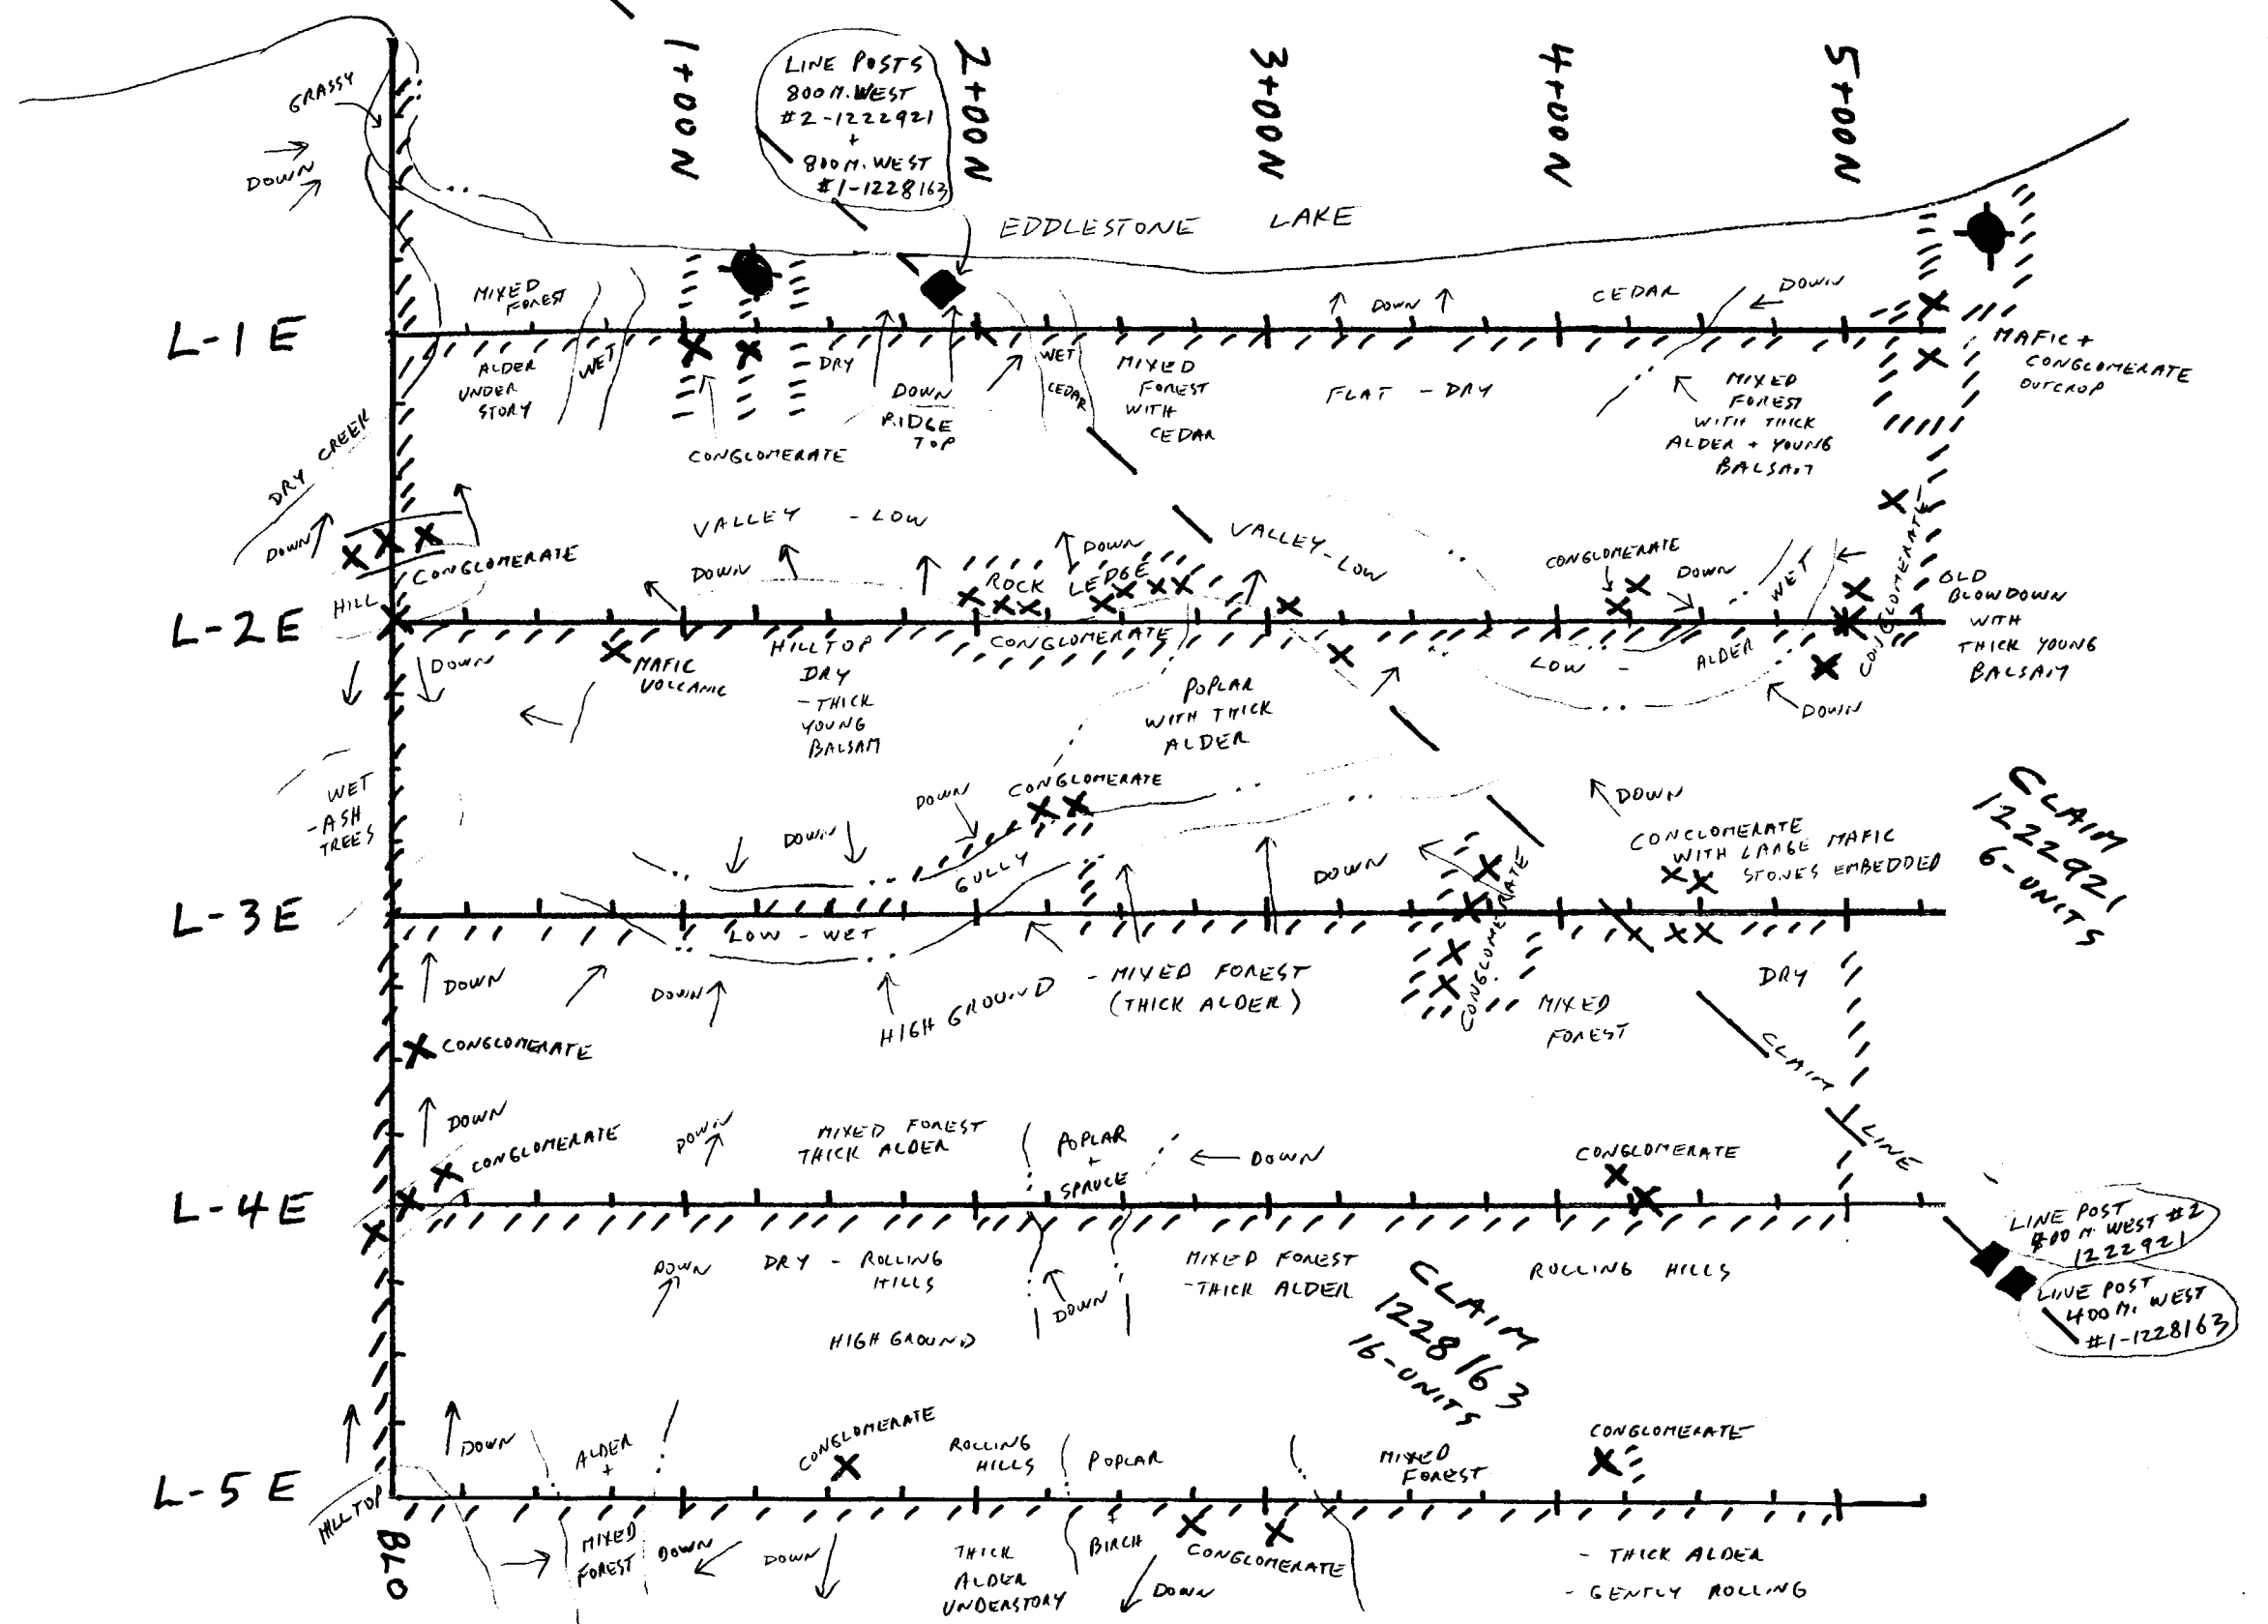 1+00N
2+00N
3+00N
4+00N
5+00N
LINE POSTS
800 M. WEST
#2-1222921
+
800 M. WEST
#1-1228163
GRASSY
DOWN
EDDLESTONE LAKE
MIXED
FOREST
DOWN
CEDAR
DOWN
L-1E
ALDER
UNDER
STORY
WET
DRY
DOWN
RIDGE
TOP
WET
CEDAR
MIXED
FOREST
WITH
CEDAR
FLAT - DRY
MIXED
FOREST
WITH THICK
ALDER + YOUNG
BALSAM
MAFIC +
CONGLOMERATE
OUTCROP
CONGLOMERATE
DRY CREEK
DOWN
CONGLOMERATE
VALLEY - LOW
DOWN
DOWN
ROCK LEDGE
VALLEY-LOW
CONGLOMERATE
DOWN
WET
CONGLOMERATE
OLD
BLOWDOWN
WITH
THICK YOUNG
BALSAM
HILL
L-2E
DOWN
MAFIC
VOLCANIC
HILLTOP
DRY
- THICK
YOUNG
BALSAM
CONGLOMERATE
POPLAR
WITH THICK
ALDER
LOW -
ALDER
DOWN
WET
- ASH
TREES
DOWN
DOWN
CONGLOMERATE
GULLY
DOWN
DOWN
CONGLOMERATE
WITH LARGE MAFIC
STONES EMBEDDED
CLAIM
1222921
6-UNITS
L-3E
LOW - WET
DOWN
DOWN
HIGH GROUND
- MIXED FOREST
(THICK ALDER)
CONGLOMERATE
MIXED
FOREST
DRY
CONGLOMERATE
CLAIM LINE
DOWN
CONGLOMERATE
DOWN
MIXED FOREST
THICK ALDER
POPLAR
+
SPRUCE
DOWN
CONGLOMERATE
L-4E
DOWN
DRY - ROLLING
HILLS
HIGH GROUND
DOWN
MIXED FOREST
- THICK ALDER
ROLLING HILLS
LINE POST
800 M. WEST #2
1222921
LINE POST
400 M. WEST
#1-1228163
CLAIM
1228163
16-UNITS
DOWN
ALDER
+
MIXED
FOREST
CONGLOMERATE
ROLLING
HILLS
POPLAR
+
BIRCH
MIXED
FOREST
CONGLOMERATE
L-5E
HILLTOP
BLO
DOWN
DOWN
THICK
ALDER
UNDERSTORY
DOWN
CONGLOMERATE
- THICK ALDER
- GENTLY ROLLING